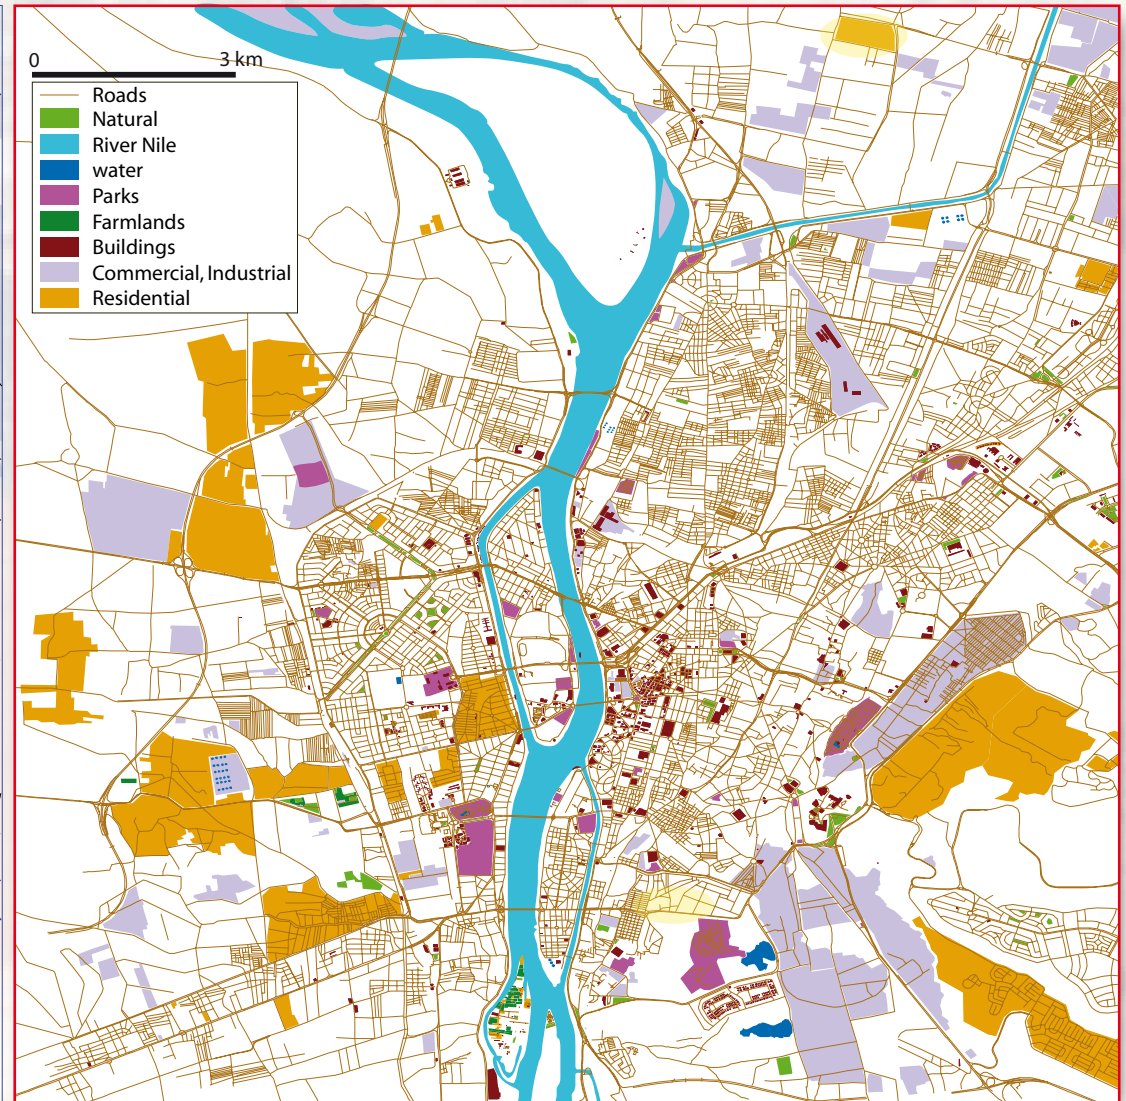 0 3 km
Roads
Natural
River Nile
water
Parks
Farmlands
Buildings
Commercial, Industrial
Residential